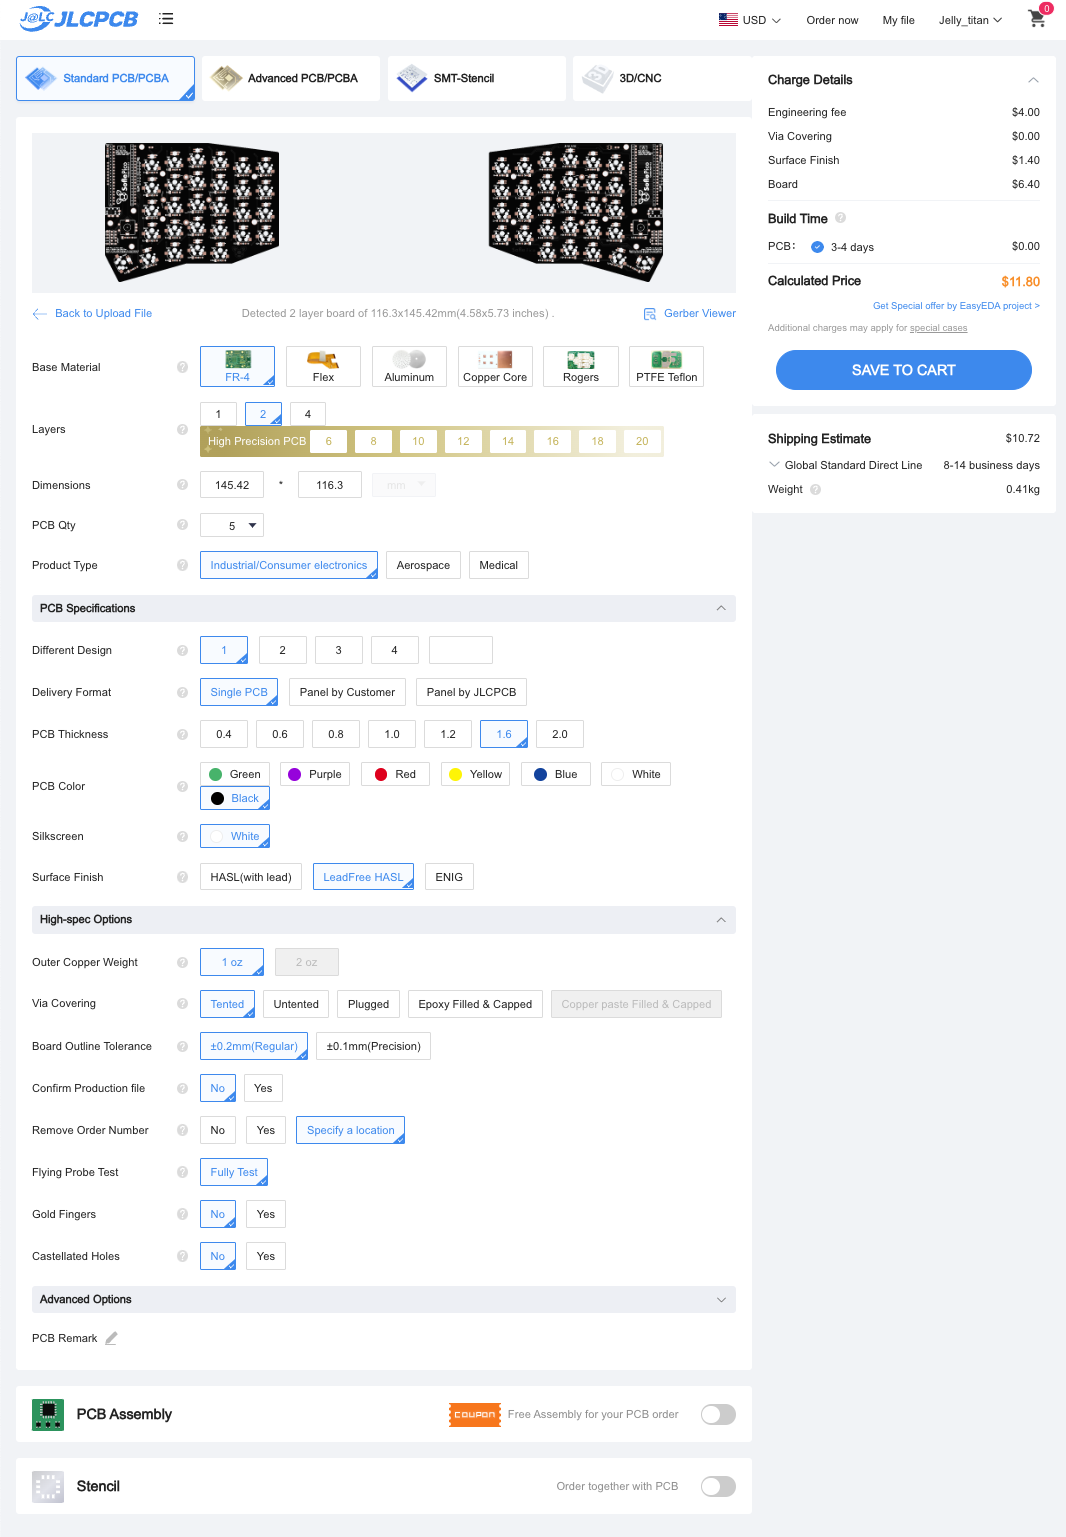 J@LC JLCPCB
USD
Order now
My file
Jelly_titan
0
Standard PCB/PCBA
Advanced PCB/PCBA
SMT-Stencil
3D/CNC
Back to Upload File
Detected 2 layer board of 116.3x145.42mm(4.58x5.73 inches) .
Gerber Viewer
Base Material
FR-4
Flex
Aluminum
Copper Core
Rogers
PTFE Teflon
Layers
1
2
4
High Precision PCB
6
8
10
12
14
16
18
20
Dimensions
145.42
*
116.3
mm
PCB Qty
5
Product Type
Industrial/Consumer electronics
Aerospace
Medical
PCB Specifications
Different Design
1
2
3
4
Delivery Format
Single PCB
Panel by Customer
Panel by JLCPCB
PCB Thickness
0.4
0.6
0.8
1.0
1.2
1.6
2.0
PCB Color
Green
Purple
Red
Yellow
Blue
White
Black
Silkscreen
White
Surface Finish
HASL(with lead)
LeadFree HASL
ENIG
High-spec Options
Outer Copper Weight
1 oz
2 oz
Via Covering
Tented
Untented
Plugged
Epoxy Filled & Capped
Copper paste Filled & Capped
Board Outline Tolerance
±0.2mm(Regular)
±0.1mm(Precision)
Confirm Production file
No
Yes
Remove Order Number
No
Yes
Specify a location
Flying Probe Test
Fully Test
Gold Fingers
No
Yes
Castellated Holes
No
Yes
Advanced Options
PCB Remark
PCB Assembly
COUPON
Free Assembly for your PCB order
Stencil
Order together with PCB
Charge Details
Engineering fee $4.00
Via Covering $0.00
Surface Finish $1.40
Board $6.40
Build Time
PCB: 3-4 days $0.00
Calculated Price $11.80
Get Special offer by EasyEDA project >
Additional charges may apply for special cases
SAVE TO CART
Shipping Estimate $10.72
Global Standard Direct Line 8-14 business days
Weight 0.41kg